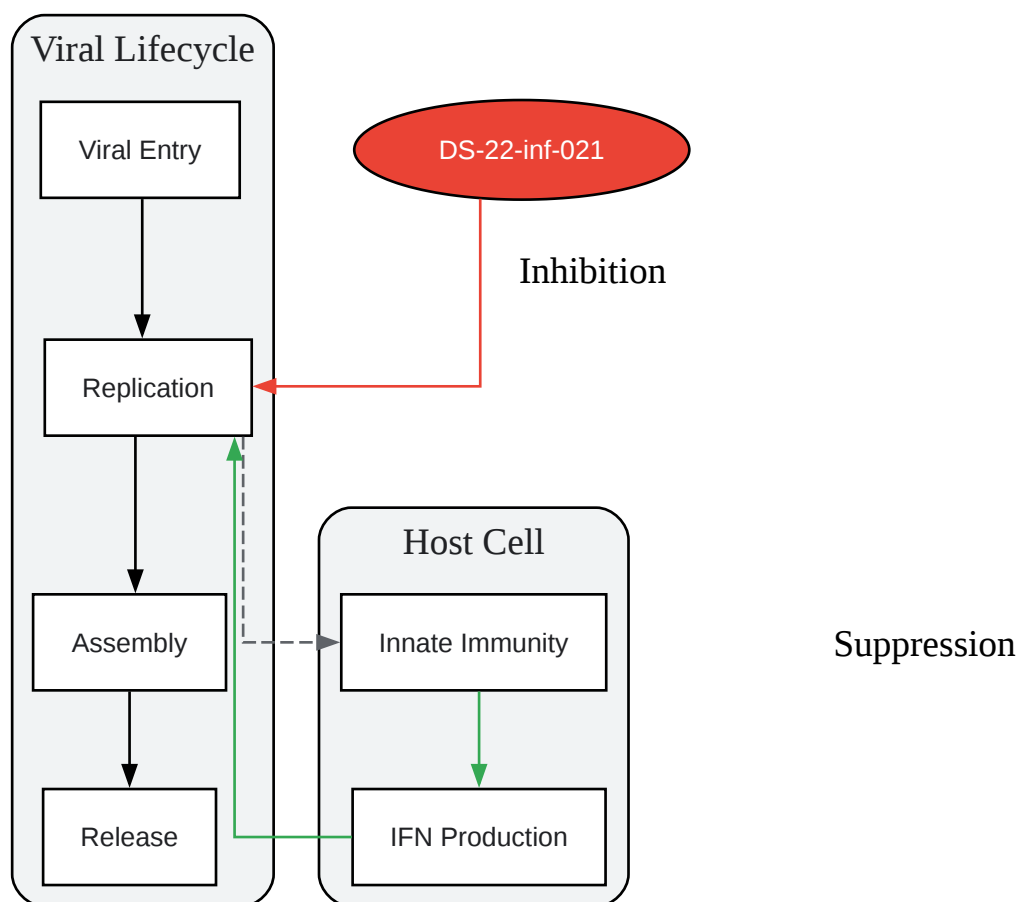 Viral Lifecycle
Viral Entry
DS-22-inf-021
Inhibition
Replication
Host Cell
Assembly
Innate Immunity
Suppression
Release
IFN Production